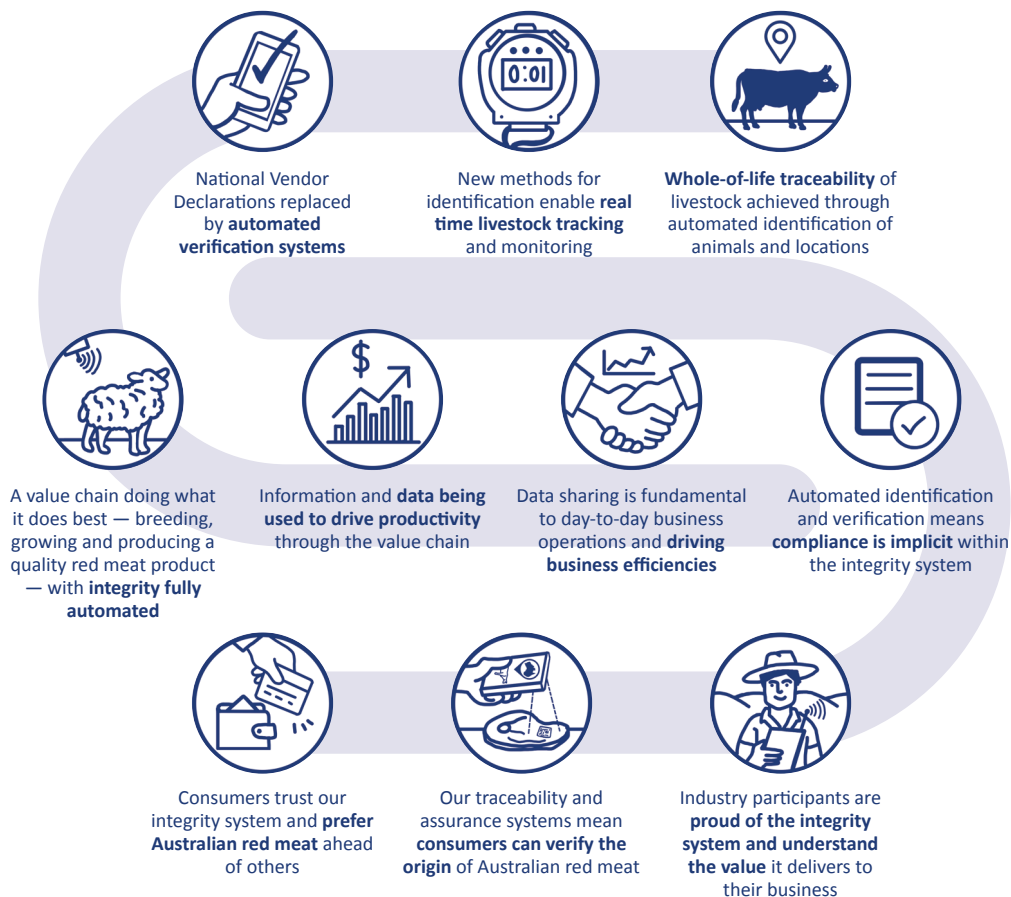 0:01
National Vendor
Declarations replaced
by automated
verification systems
New methods for
identification enable real
time livestock tracking
and monitoring
Whole-of-life traceability of
livestock achieved through
automated identification of
animals and locations
$
A value chain doing what
it does best — breeding,
growing and producing a
quality red meat product
— with integrity fully
automated
Information and data being
used to drive productivity
through the value chain
Data sharing is fundamental
to day-to-day business
operations and driving
business efficiencies
Automated identification
and verification means
compliance is implicit within
the integrity system
Consumers trust our
integrity system and prefer
Australian red meat ahead
of others
Our traceability and
assurance systems mean
consumers can verify the
origin of Australian red meat
Industry participants are
proud of the integrity
system and understand
the value it delivers to
their business